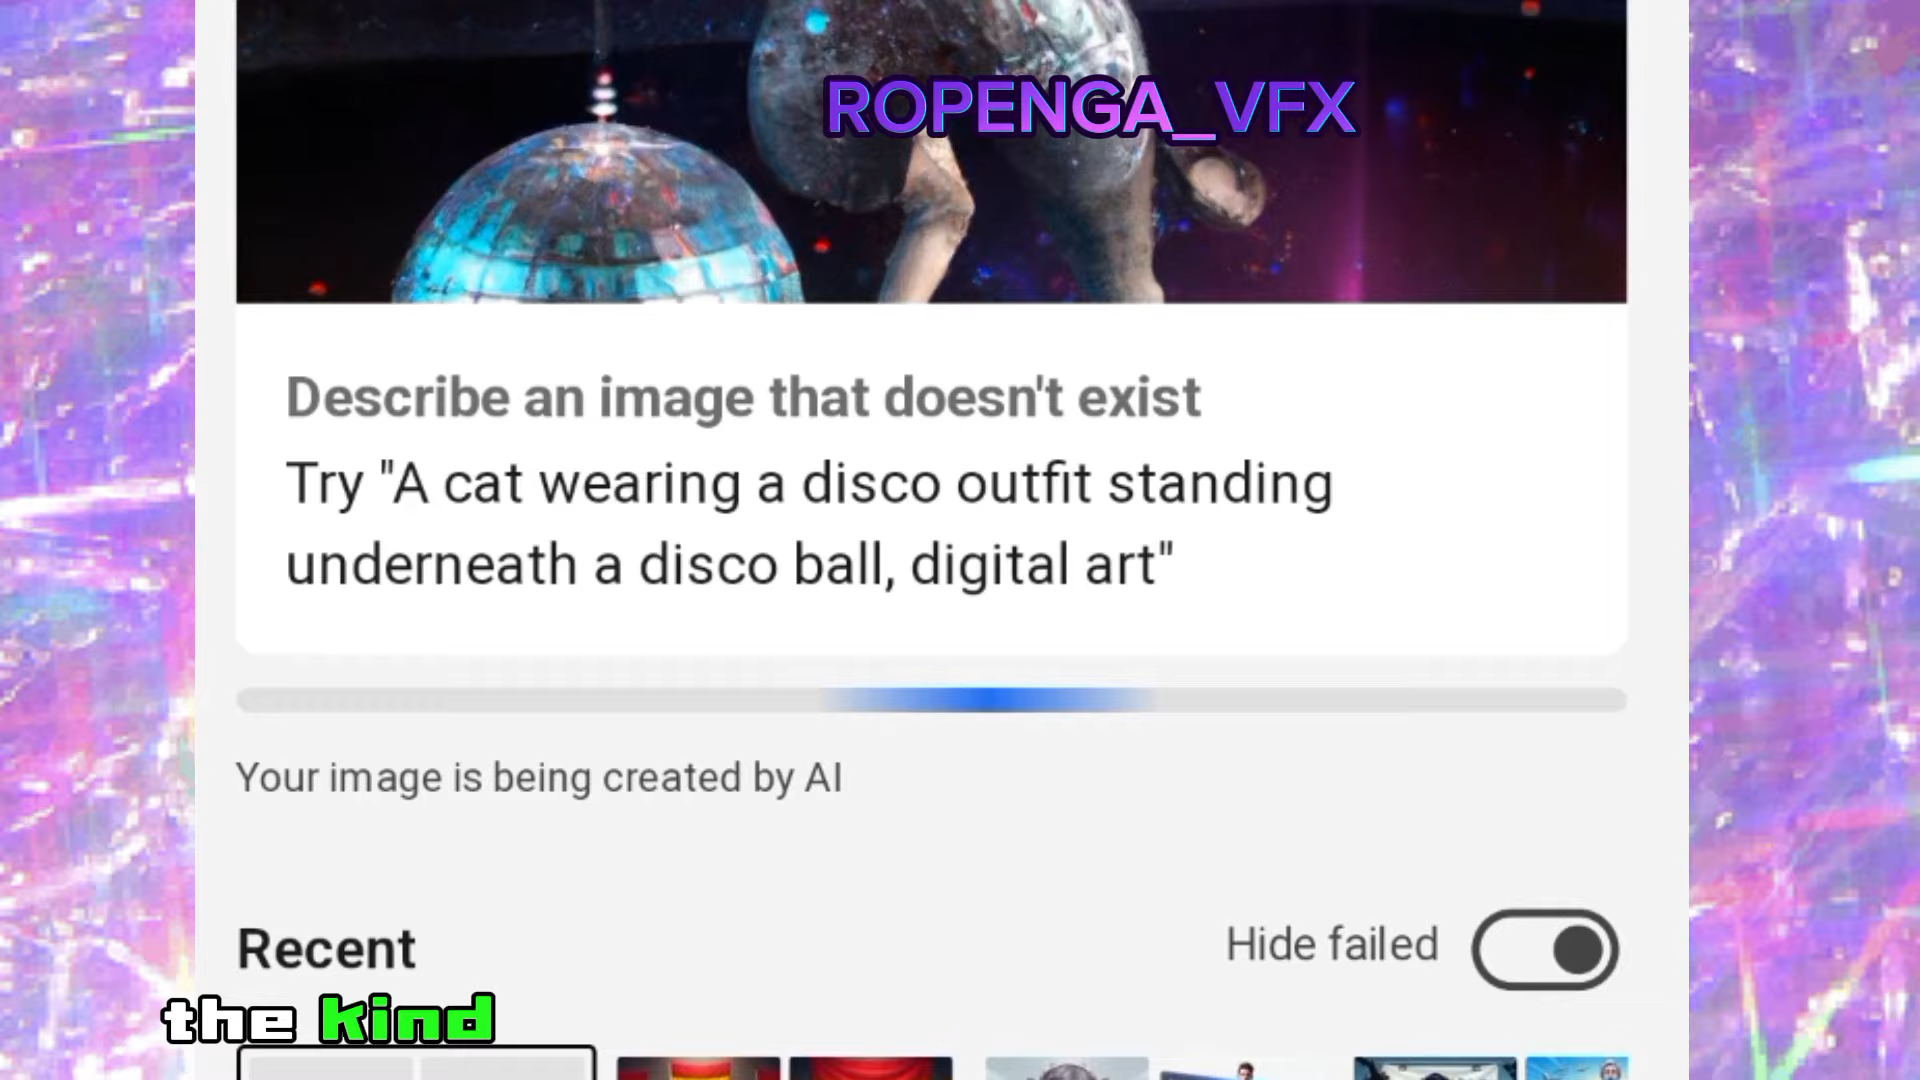 ROPENGA_VFX
Describe an image that doesn't exist
Try "A cat wearing a disco outfit standing
underneath a disco ball, digital art"
Your image is being created by AI
Recent
Hide failed
the kind